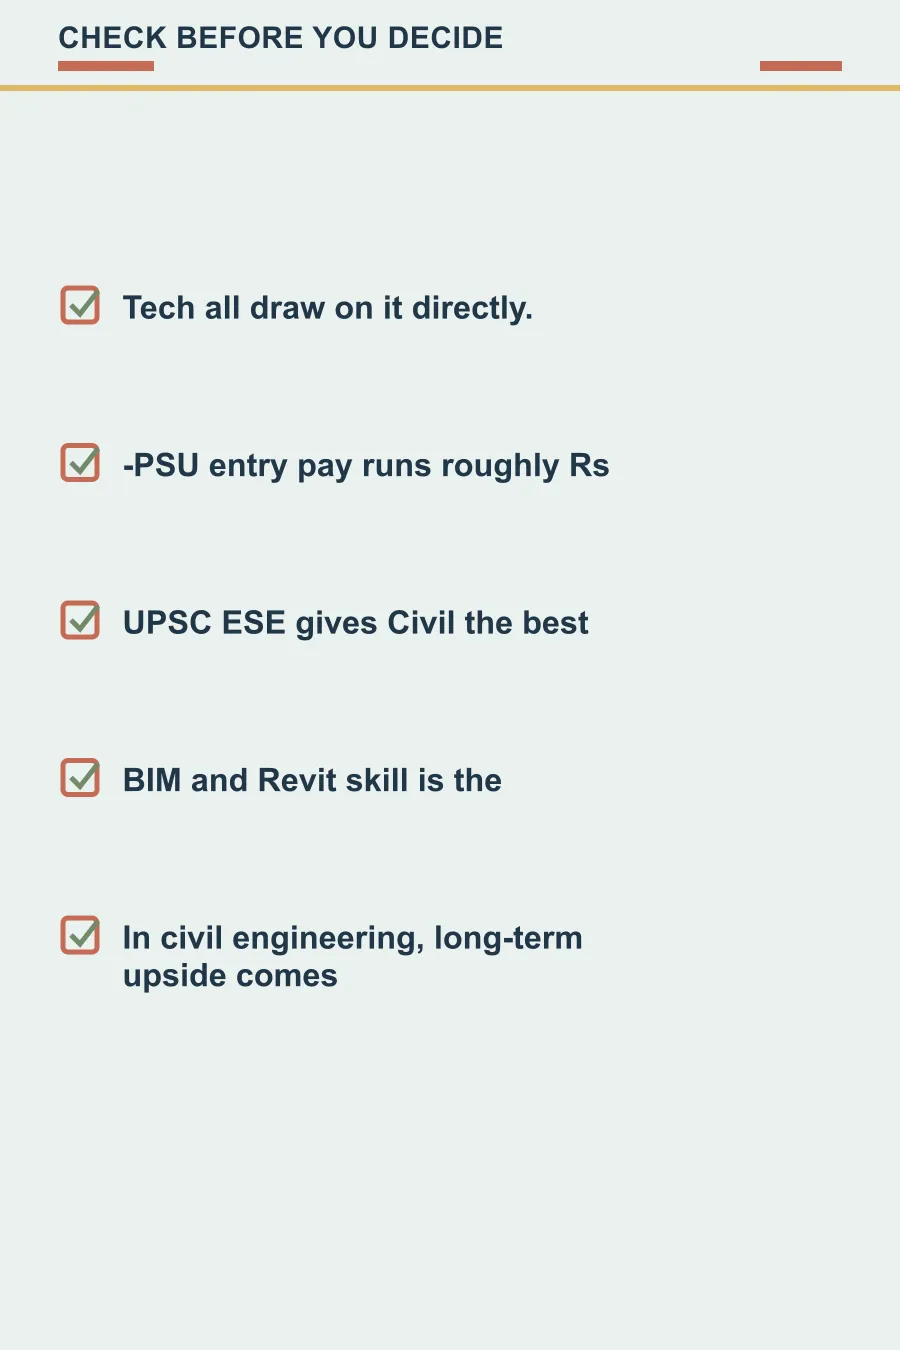 CHECK BEFORE YOU DECIDE
Tech all draw on it directly.
-PSU entry pay runs roughly Rs
UPSC ESE gives Civil the best
BIM and Revit skill is the
In civil engineering, long-term
upside comes